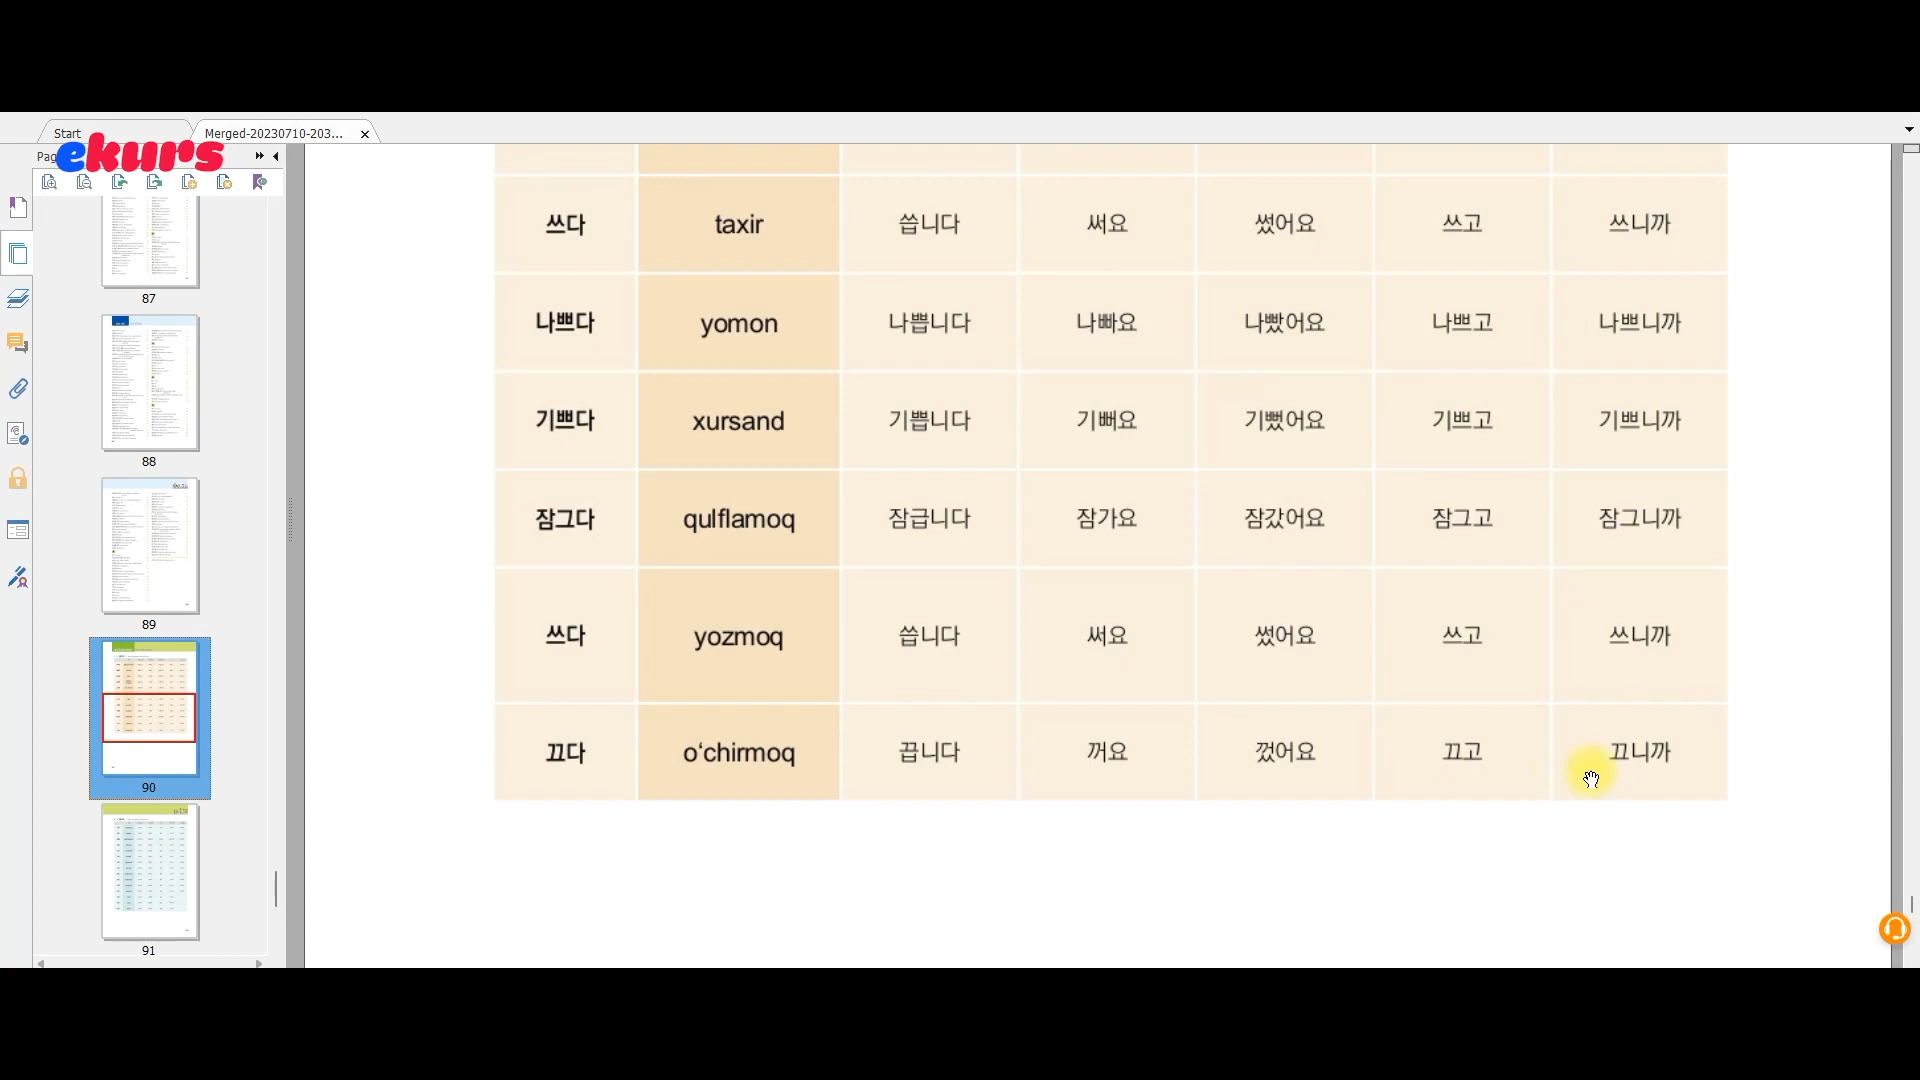 Start
Merged-20230710-203...
Pag
ekurs
쓰다 taxir 씁니다 써요 썼어요 쓰고 쓰니까
나쁘다 yomon 나쁩니다 나빠요 나빴어요 나쁘고 나쁘니까
기쁘다 xursand 기쁩니다 기뻐요 기뻤어요 기쁘고 기쁘니까
잠그다 qulflamoq 잠급니다 잠가요 잠갔어요 잠그고 잠그니까
쓰다 yozmoq 씁니다 써요 썼어요 쓰고 쓰니까
끄다 o‘chirmoq 끕니다 꺼요 껐어요 끄고 끄니까
87
88
89
90
91